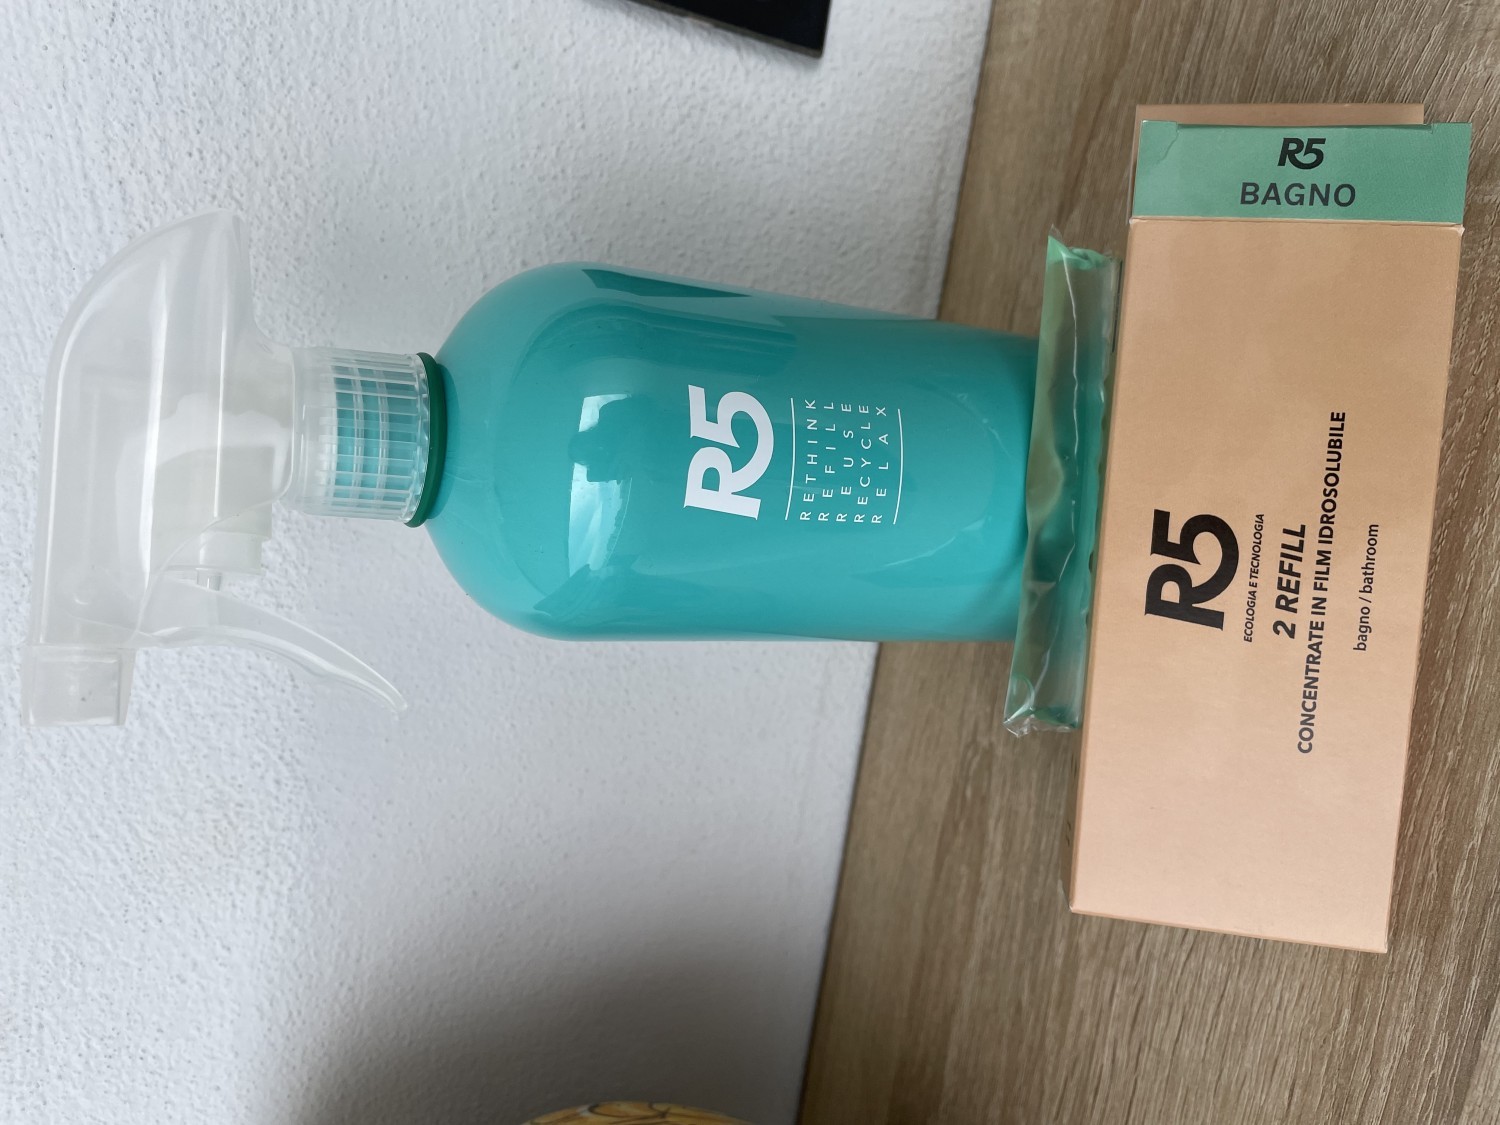 R5
RETHINK
REFILL
REUSE
RECYCLE
RELAX
R5
ECOLOGIA E TECNOLOGIA
2 REFILL
CONCENTRATE IN FILM IDROSOLUBILE
bagno / bathroom
R5
BAGNO